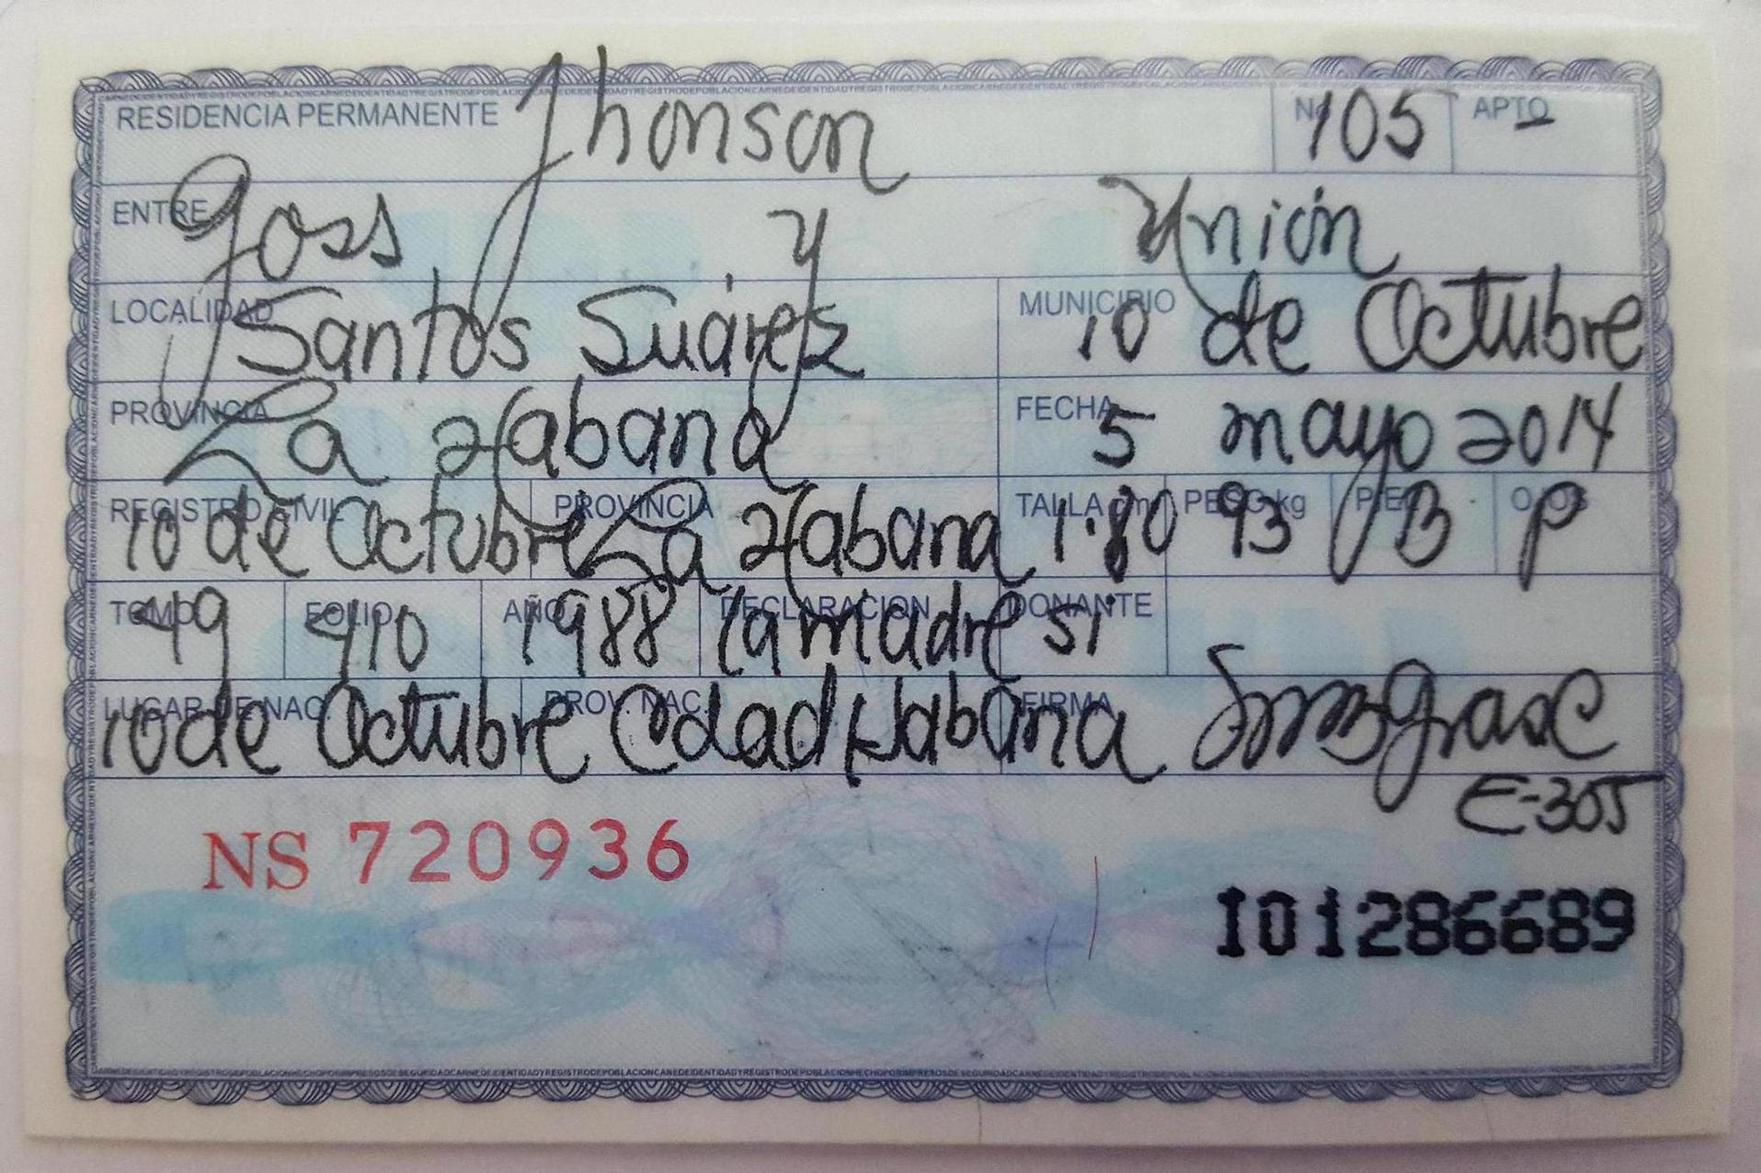 RESIDENCIA PERMANENTE Jhonson Nº 105 APTO -
ENTRE Goss y Unión
LOCALIDAD Santos Suárez MUNICIPIO 10 de Octubre
PROVINCIA La Habana FECHA 5 mayo 2014
REGISTRO CIVIL 10 de Octubre PROVINCIA La Habana TALLA cm 1.80 PESO kg 93 PIEL B OJOS P
TOMO 49 FOLIO 410 AÑO 1988 DECLARACION la madre DONANTE si
LUGAR DE NAC. 10 de Octubre PROV. NAC. Cdad Habana FIRMA
E-305
NS 720936
I01286689